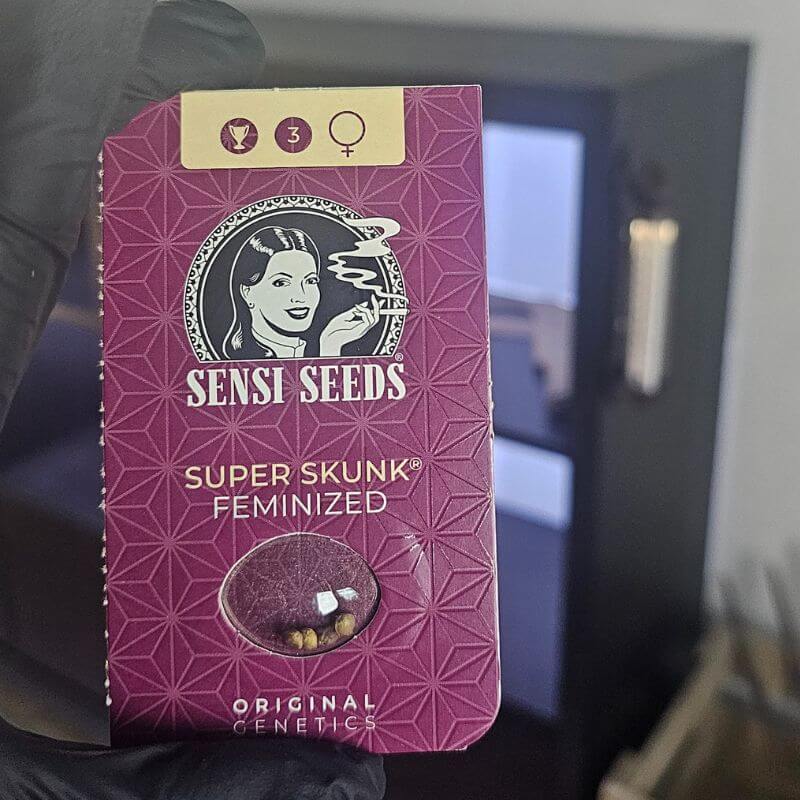 3
SENSI SEEDS®
SUPER SKUNK®
FEMINIZED
ORIGINAL
GENETICS